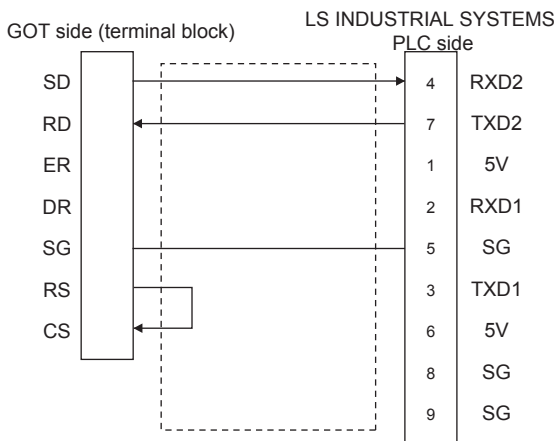 LS INDUSTRIAL SYSTEMS
GOT side (terminal block)
PLC side
SD 4 RXD2
RD 7 TXD2
ER 1 5V
DR 2 RXD1
SG 5 SG
RS 3 TXD1
CS 6 5V
8 SG
9 SG